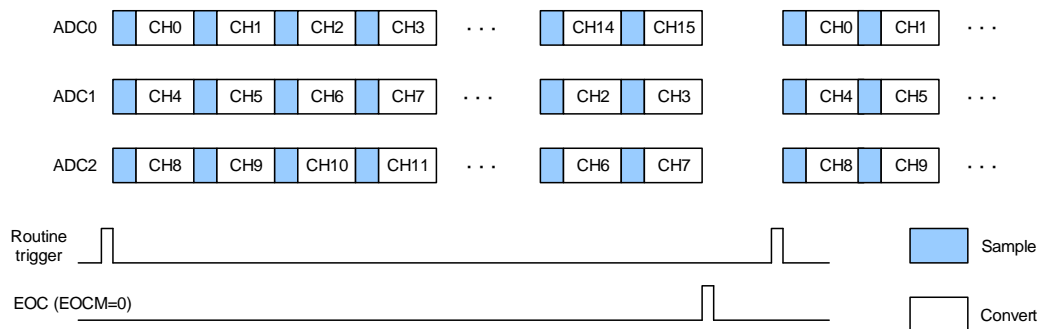 ADC0 CH0 CH1 CH2 CH3 ... CH14 CH15 CH0 CH1 ...
ADC1 CH4 CH5 CH6 CH7 ... CH2 CH3 CH4 CH5 ...
ADC2 CH8 CH9 CH10 CH11 ... CH6 CH7 CH8 CH9 ...
Routine
trigger
Sample
EOC (EOCM=0)
Convert